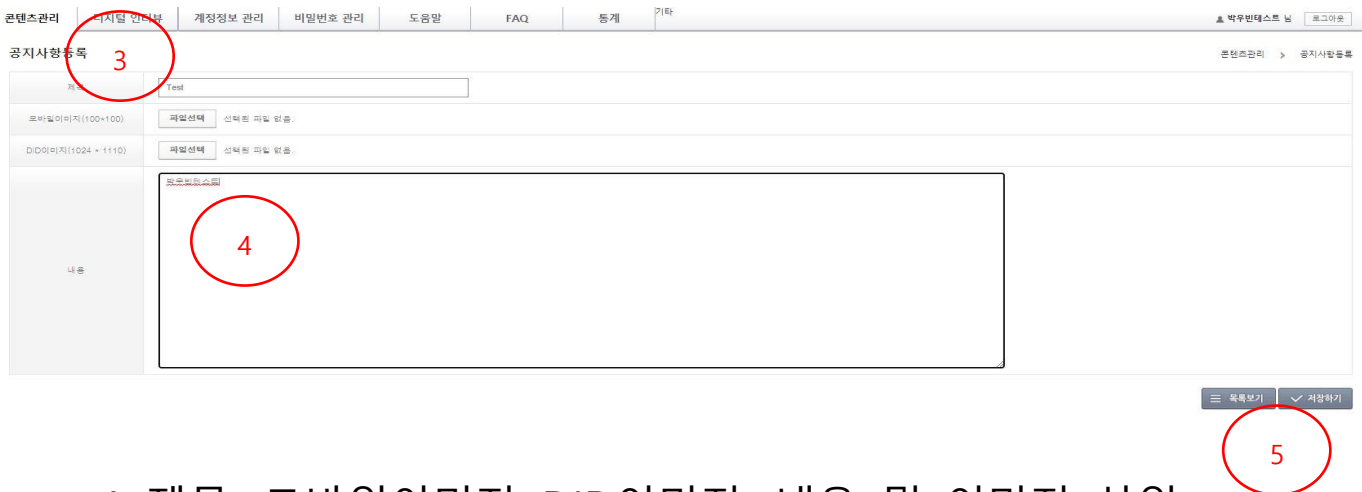 콘텐츠관리 디지털 인터뷰 계정정보 관리 비밀번호 관리 도움말 FAQ 통계 기타 박우빈테스트 님 로그아웃
공지사항등록 콘텐츠관리 > 공지사항등록
3
제목 Test
모바일이미지(100*100) 파일선택 선택된 파일 없음.
DID이미지(1024 * 1110) 파일선택 선택된 파일 없음.
박우빈테스트
4
내용
목록보기 저장하기
5